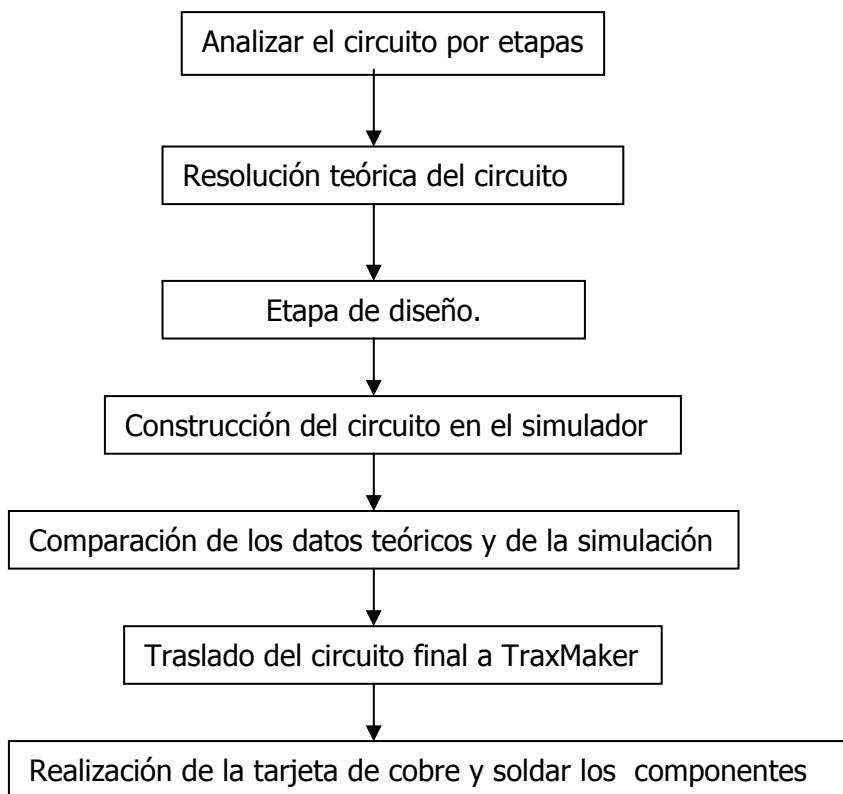 Analizar el circuito por etapas
Resolución teórica del circuito
Etapa de diseño.
Construcción del circuito en el simulador
Comparación de los datos teóricos y de la simulación
Traslado del circuito final a TraxMaker
Realización de la tarjeta de cobre y soldar los componentes